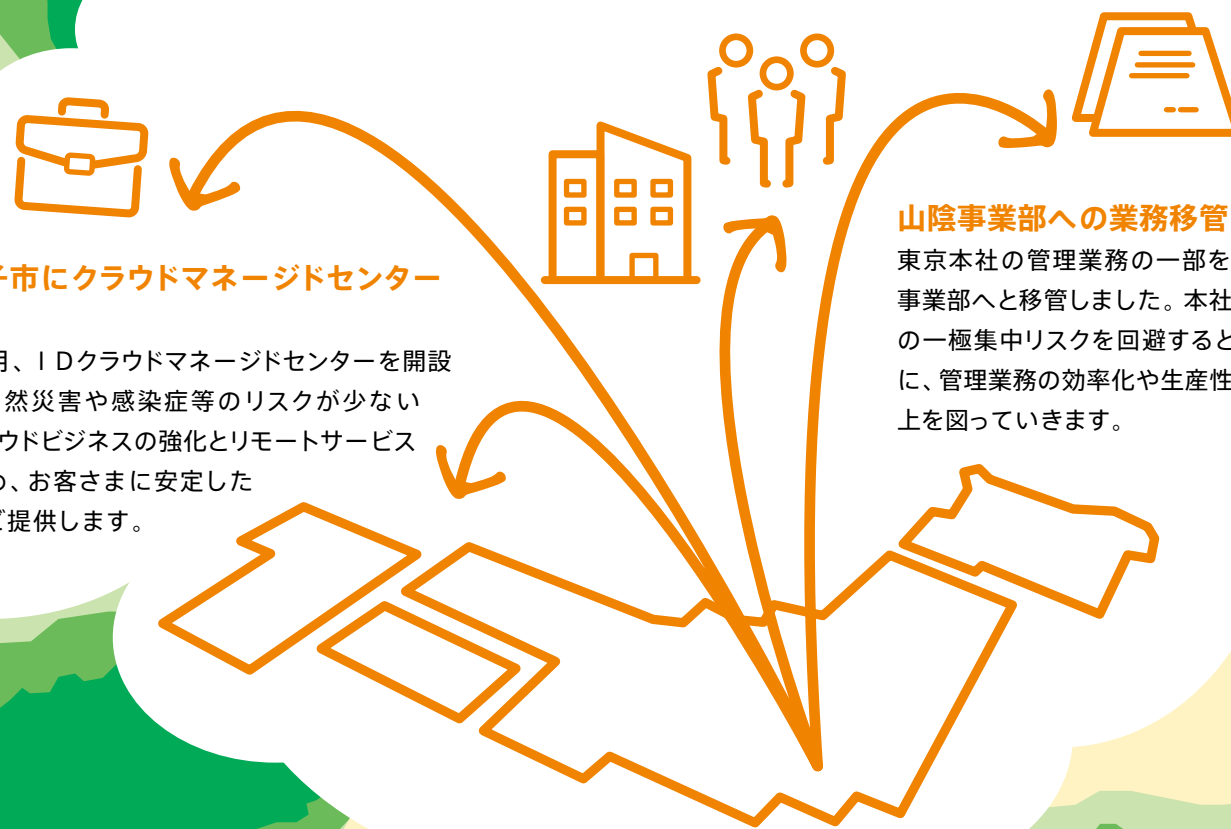 子市にクラウドマネージドセンター
月、IDクラウドマネージドセンターを開設
然災害や感染症等のリスクが少ない
ウドビジネスの強化とリモートサービス
、お客さまに安定した
ご提供します。
山陰事業部への業務移管
東京本社の管理業務の一部を
事業部へと移管しました。本社
の一極集中リスクを回避すると
に、管理業務の効率化や生産性
上を図っていきます。